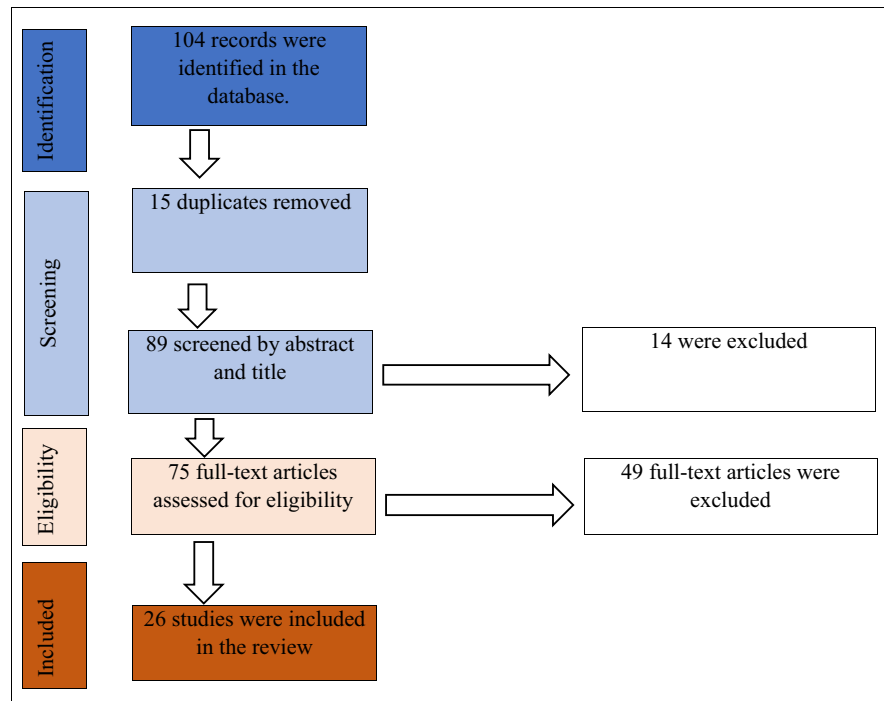 Identification
104 records were
identified in the
database.
Screening
15 duplicates removed
89 screened by abstract
and title
14 were excluded
Eligibility
75 full-text articles
assessed for eligibility
49 full-text articles were
excluded
Included
26 studies were included
in the review